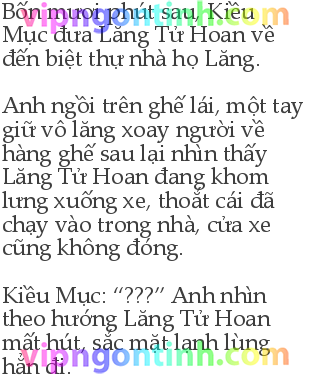 Bốn mươi phút sau, Kiều
Mục đưa Lăng Tử Hoan về
đến biệt thự nhà họ Lăng.
Anh ngồi trên ghế lái, một tay
giữ vô lăng xoay người về
hàng ghế sau lại nhìn thấy
Lăng Tử Hoan đang khom
lưng xuống xe, thoắt cái đã
chạy vào trong nhà, cửa xe
cũng không đóng.
Kiều Mục: “???” Anh nhìn
theo hướng Lăng Tử Hoan
mất hút, sắc mặt lạnh lùng
hẳn đi.
vipngontinh.com
vipngontinh.com